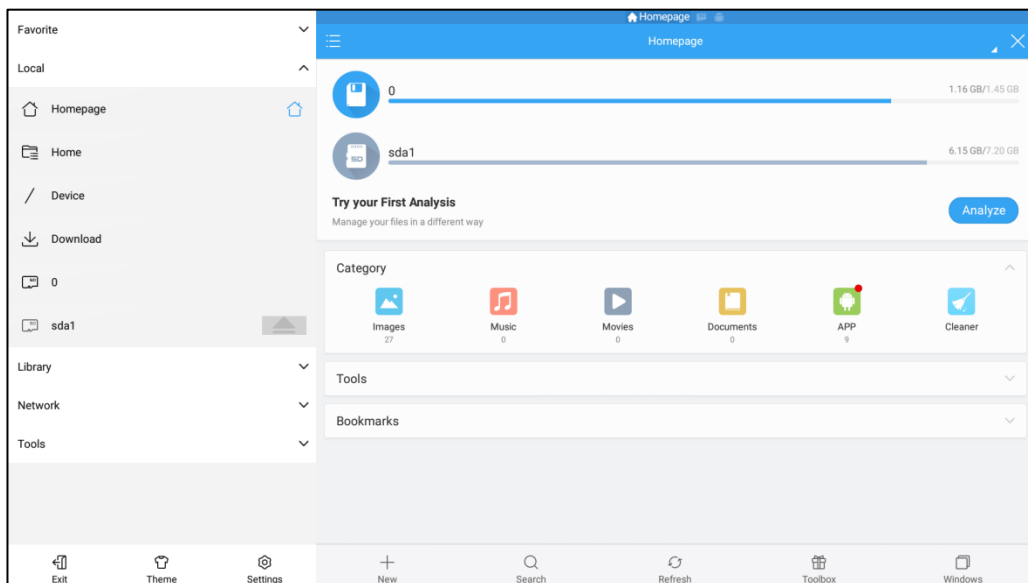 Favorite
Local
Homepage
Home
Device
Download
0
sda1
Library
Network
Tools
Exit
Theme
Settings
Homepage
Homepage
0
1.16 GB/1.45 GB
sda1
6.15 GB/7.20 GB
Try your First Analysis
Manage your files in a different way
Analyze
Category
Images
27
Music
0
Movies
0
Documents
0
APP
9
Cleaner
Tools
Bookmarks
New
Search
Refresh
Toolbox
Windows